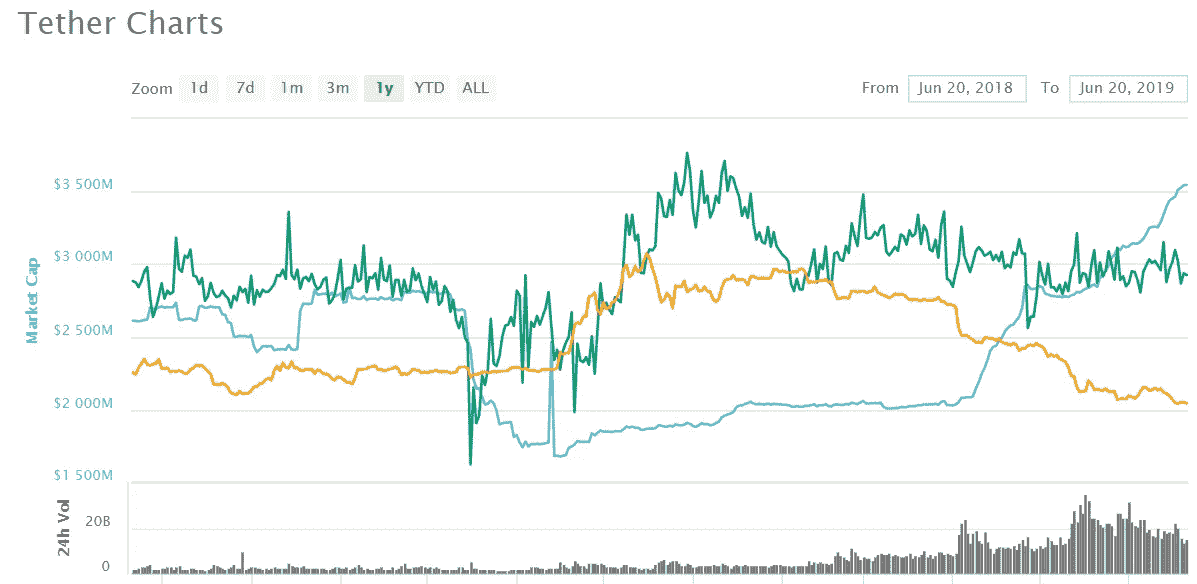 Tether Charts
Zoom 1d 7d 1m 3m 1y YTD ALL From Jun 20, 2018 To Jun 20, 2019
$3 500M
$3 000M
$2 500M
$2 000M
$1 500M
Market Cap
20B
0
24h Vol